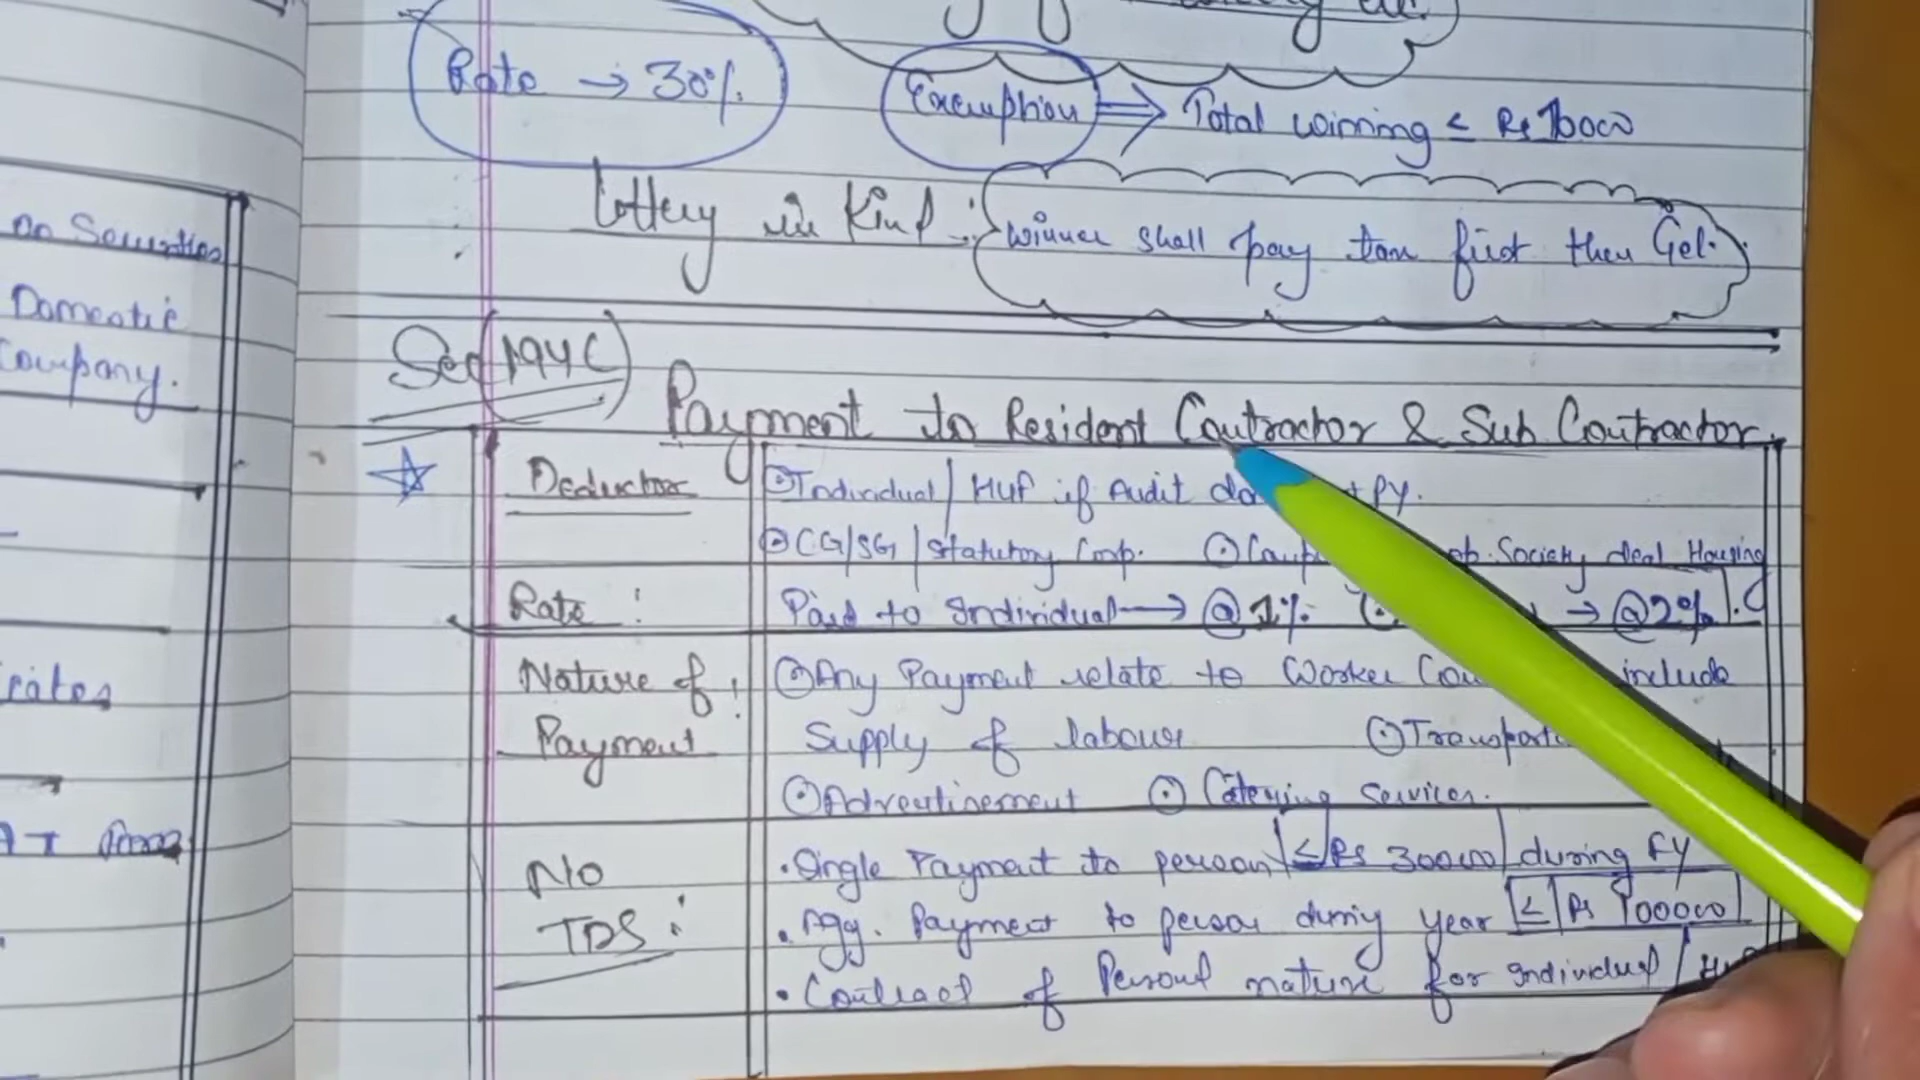 Rate → 30%
Exemption ⇒ Total winning ≤ Rs 10000
lottery in Kind :- winner shall pay tax first then Get.
Sec (194C)
Payment to Resident Contractor & Sub Contractor
Deductor
Individual / HUF if Audit PY.
CG/SG / Statutory Corp. Society deal Housing
Rate : Paid to Individual → @1% → @2%
Nature of : Any Payment relate to Worker include
Payment Supply of labour
Advertisement Catering Services.
No · Single Payment to person ≤ Rs 30000 during FY
TDS : · Agg. Payment to person during year ≤ Rs 100000
· Contract of Personal nature for Individual /
on Securities
Domestic
Company.